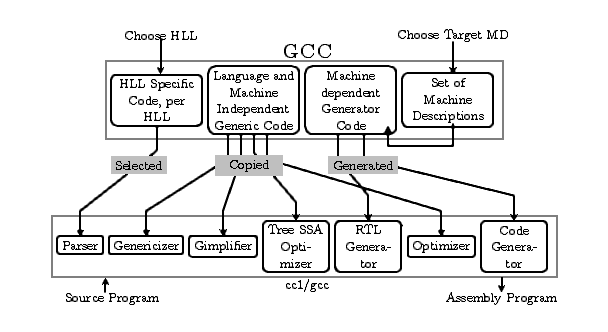 Choose HLL
Choose Target MD
GCC
HLL Specific
Code, per
HLL
Language and
Machine
Independent
Generic Code
Machine
dependent
Generator
Code
Set of
Machine
Descriptions
Selected
Copied
Generated
Parser
Genericizer
Gimplifier
Tree SSA
Opti-
mizer
RTL
Genera-
tor
Optimizer
Code
Genera-
tor
cc1/gcc
Source Program
Assembly Program